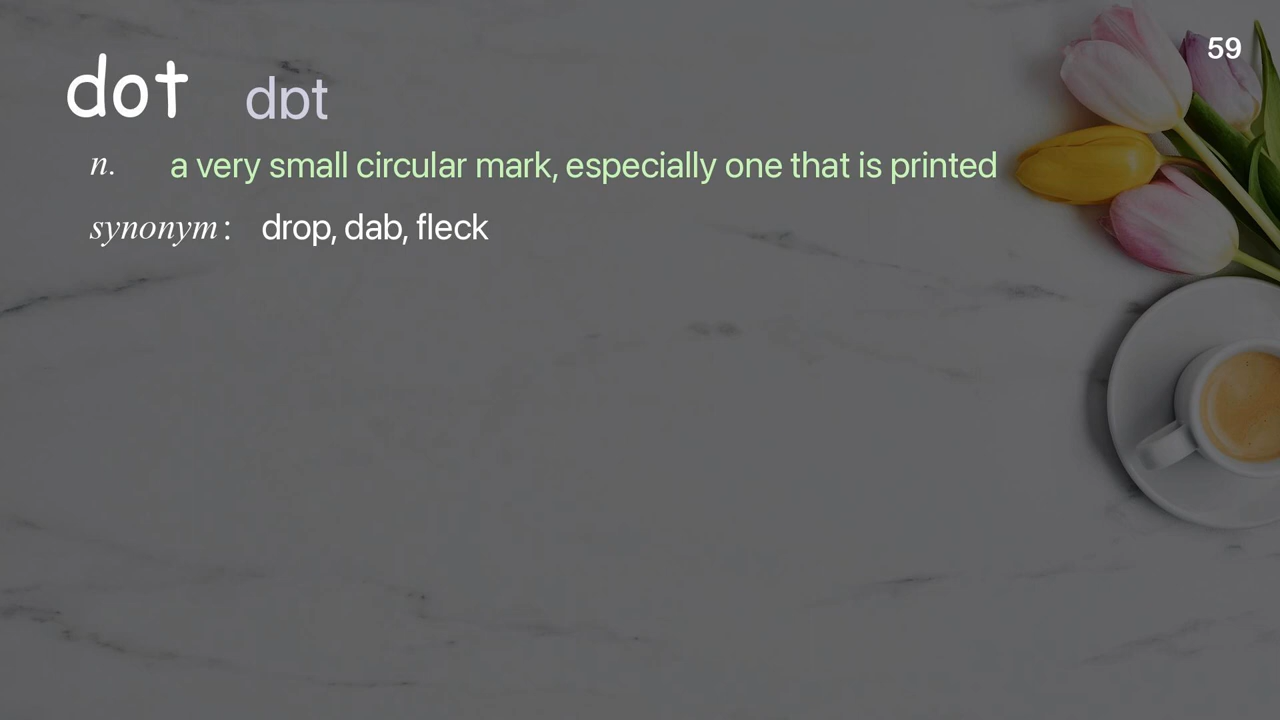 59
dot dɒt
n. a very small circular mark, especially one that is printed
synonym: drop, dab, fleck